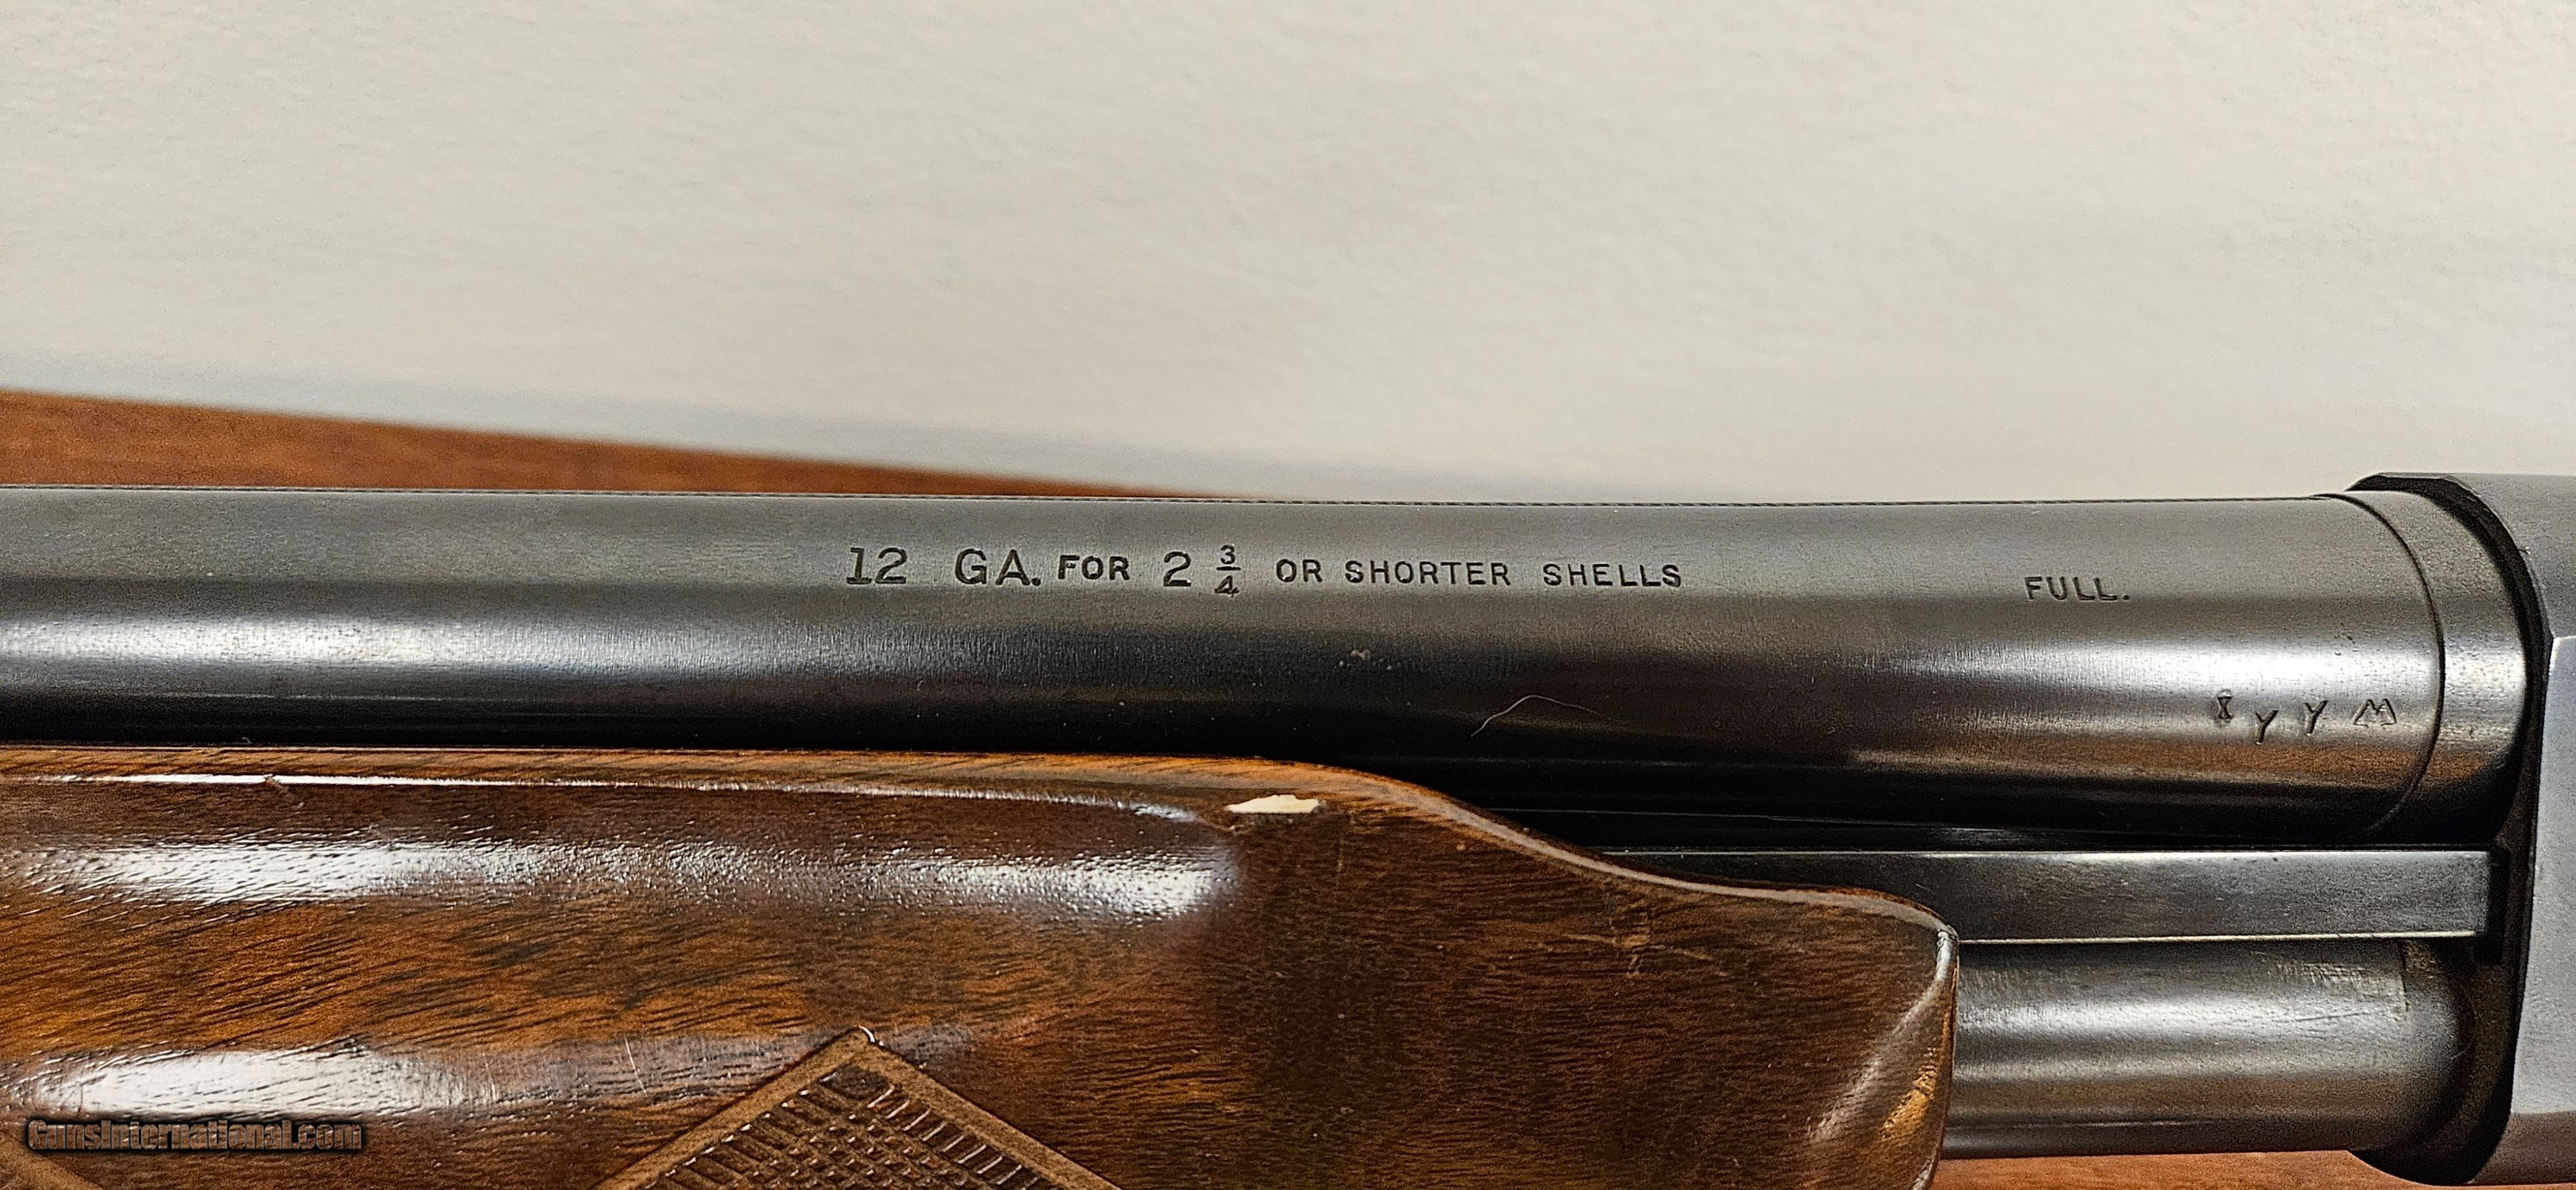 12 GA. FOR 2 3/4 OR SHORTER SHELLS FULL.
Y Y M
GunsInternational.com